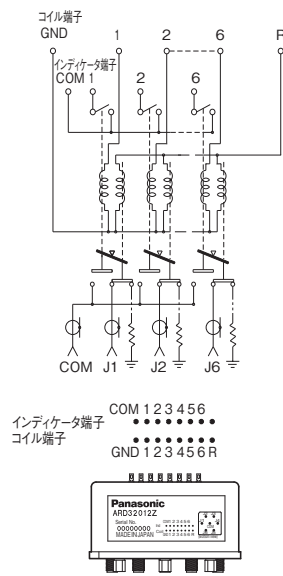 コイル端子
GND 1 2 6 R
インディケータ端子
COM 1 2 6
COM J1 J2 J6
COM 1 2 3 4 5 6
インディケータ端子
コイル端子
GND 1 2 3 4 5 6 R
Panasonic
ARD32012Z
Serial No.
00000000
MADE IN JAPAN